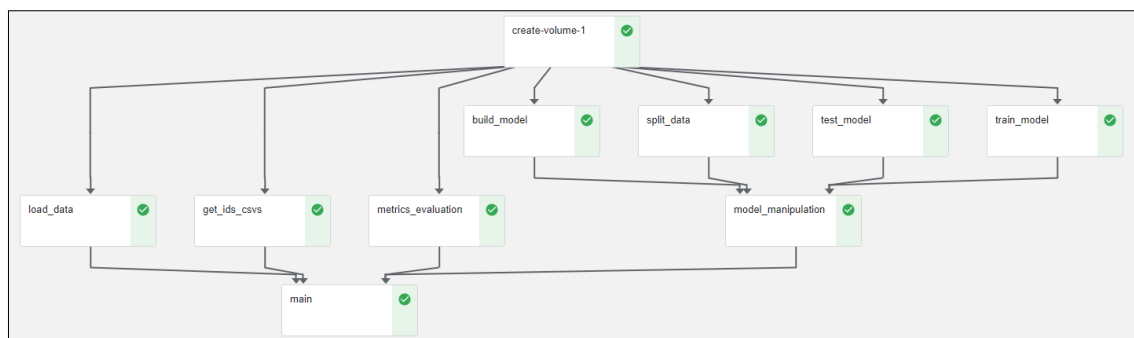 create-volume-1
build_model
split_data
test_model
train_model
load_data
get_ids_csvs
metrics_evaluation
model_manipulation
main